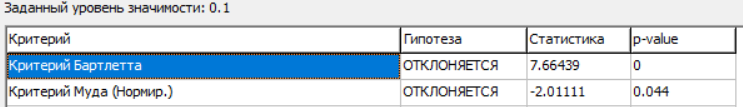 Заданный уровень значимости: 0.1
Критерий Гипотеза Статистика p-value
Критерий Бартлетта ОТКЛОНЯЕТСЯ 7.66439 0
Критерий Муда (Нормир.) ОТКЛОНЯЕТСЯ -2.01111 0.044